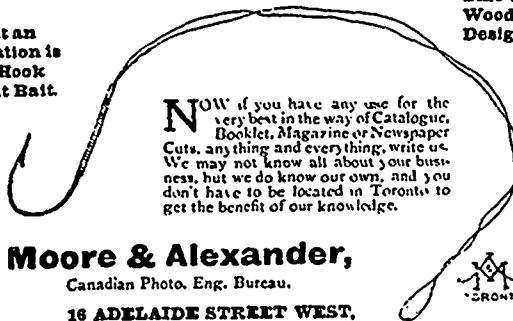 t an
ation is
Hook
t Bait.
Wood
Desig
NOW if you have any use for the
very best in the way of Catalogue,
Booklet, Magazine or Newspaper
Cuts, anything and everything, write us.
We may not know all about your busi-
ness, but we do know our own, and you
don't have to be located in Toronto to
get the benefit of our knowledge.
Moore & Alexander,
Canadian Photo. Eng. Bureau.
16 ADELAIDE STREET WEST,